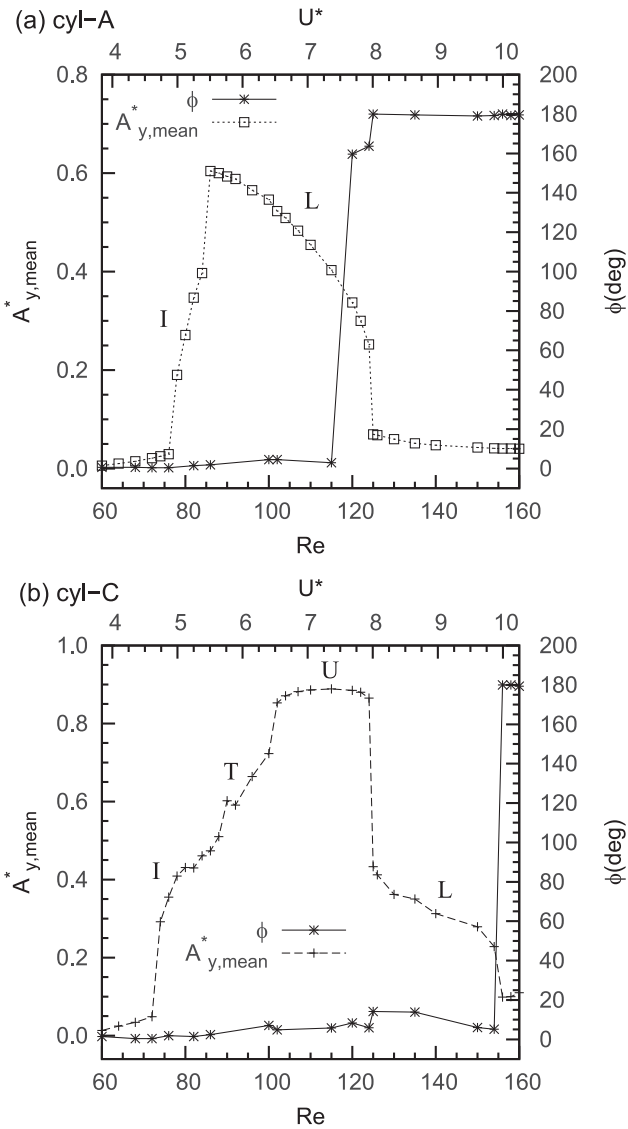 (a) cyl−A
U*
4 5 6 7 8 9 10
0.8 200
ϕ
A*y,mean
180
0.6 160
140
I L
120
0.4 100
80
60
0.2 40
20
0.0 0
A*y,mean
ϕ(deg)
60 80 100 120 140 160
Re
(b) cyl−C
U*
4 5 6 7 8 9 10
1.0 200
180
U
0.8 160
T
140
0.6 120
100
I L
0.4 80
ϕ
A*y,mean
60
0.2 40
20
0.0 0
A*y,mean
ϕ(deg)
60 80 100 120 140 160
Re